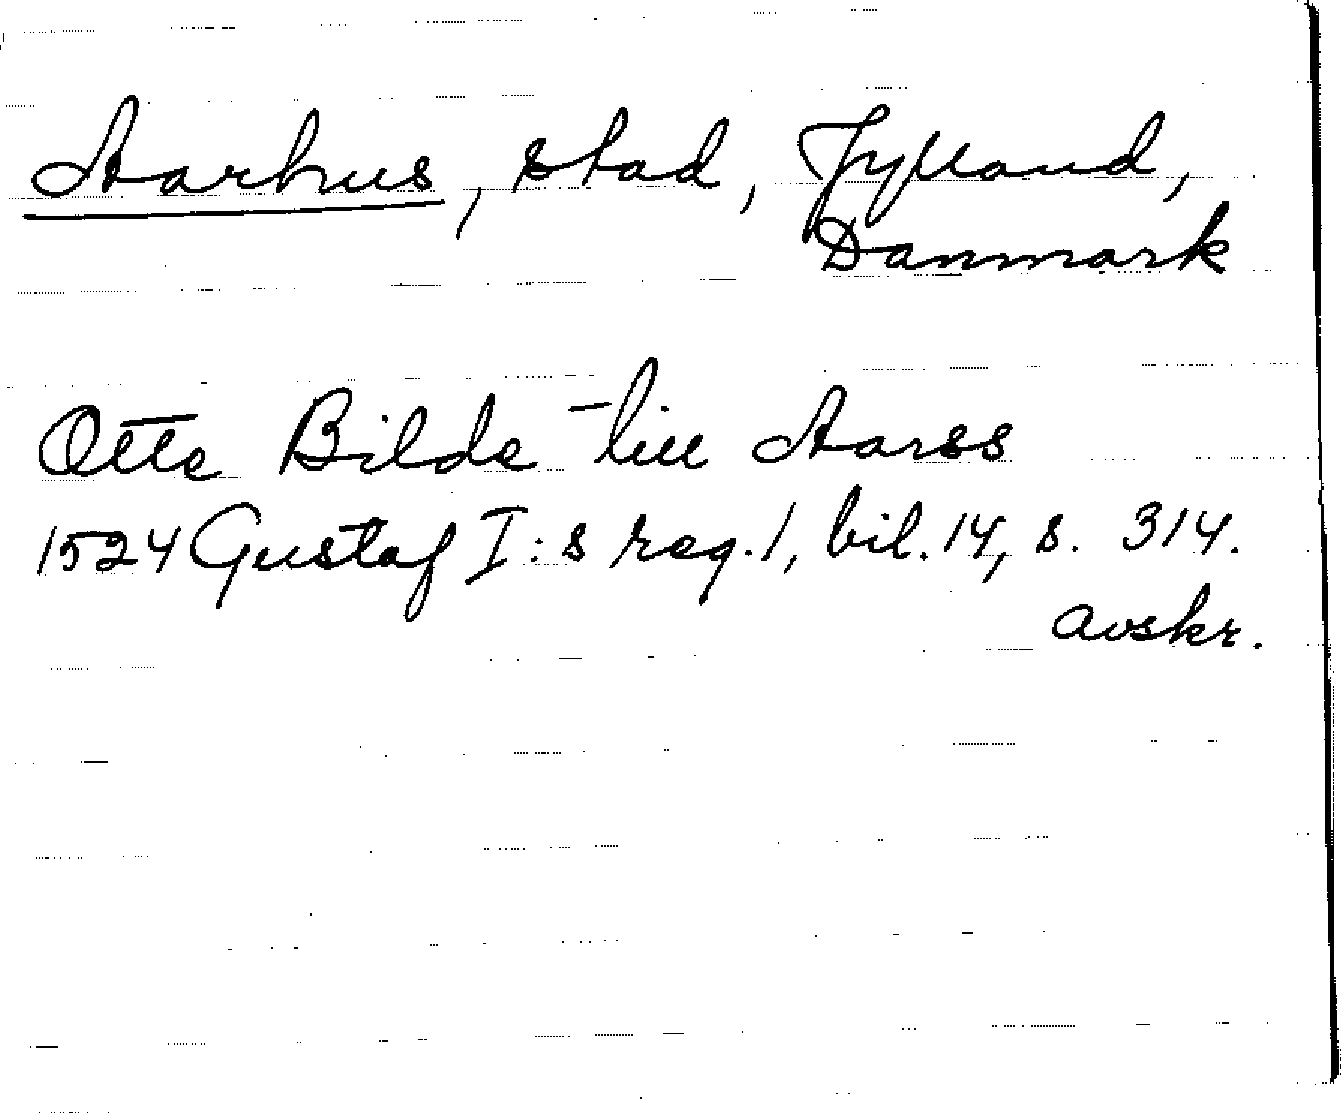 Aarhus, stad, Jylland,
Danmark
Otte Bilde till Aarss
1524 Gustaf I:s reg. 1, bil. 14, s. 314.
avskr.